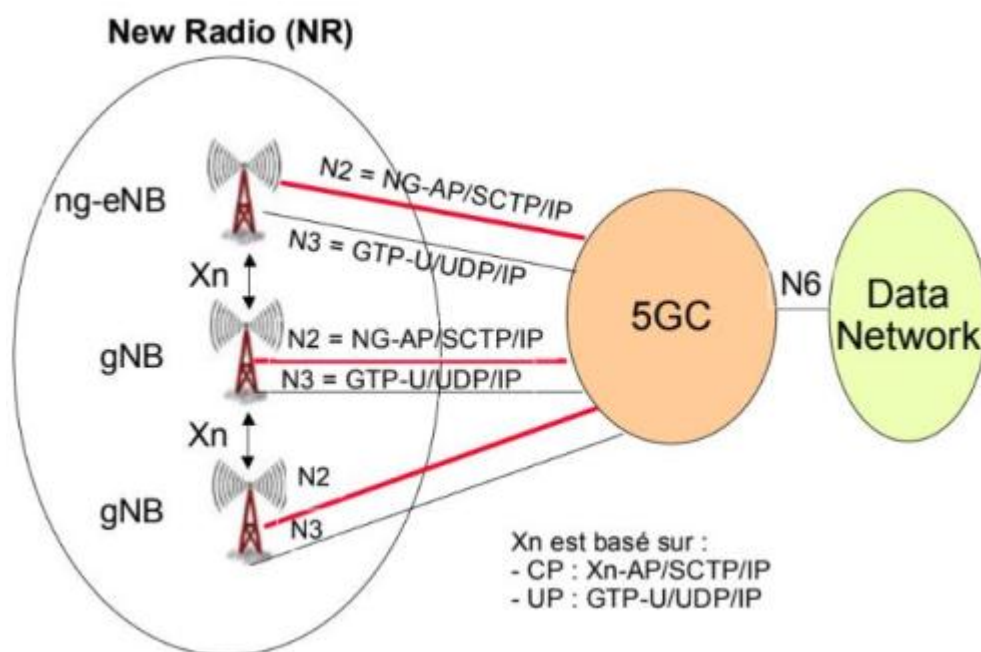 New Radio (NR)
ng-eNB
N2 = NG-AP/SCTP/IP
N3 = GTP-U/UDP/IP
Xn
gNB
N2 = NG-AP/SCTP/IP
N3 = GTP-U/UDP/IP
Xn
gNB
N2
N3
5GC
N6
Data
Network
Xn est basé sur :
- CP : Xn-AP/SCTP/IP
- UP : GTP-U/UDP/IP